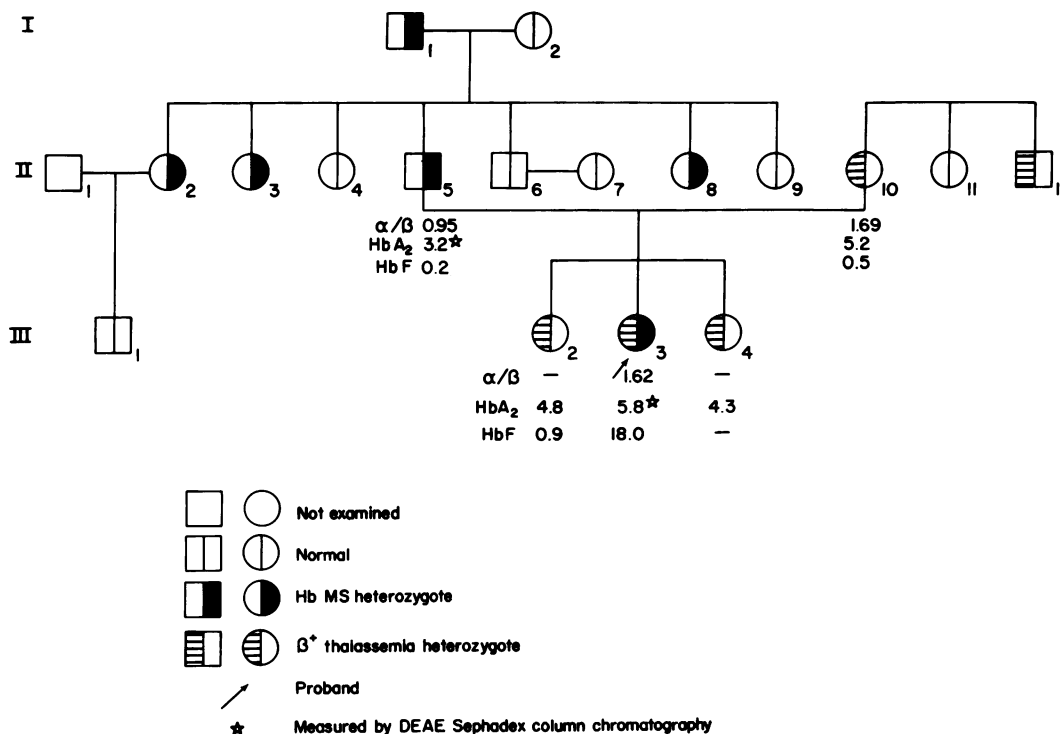 I
1 2
II
1 2 3 4 5 6 7 8 9 10 11 1
α/β 0.95 1.69
HbA₂ 3.2☆ 5.2
HbF 0.2 0.5
III
1 2 3 4
α/β — 1.62 —
HbA₂ 4.8 5.8☆ 4.3
HbF 0.9 18.0 —
Not examined
Normal
Hb MS heterozygote
β⁺ thalassemia heterozygote
Proband
☆ Measured by DEAE Sephadex column chromatography